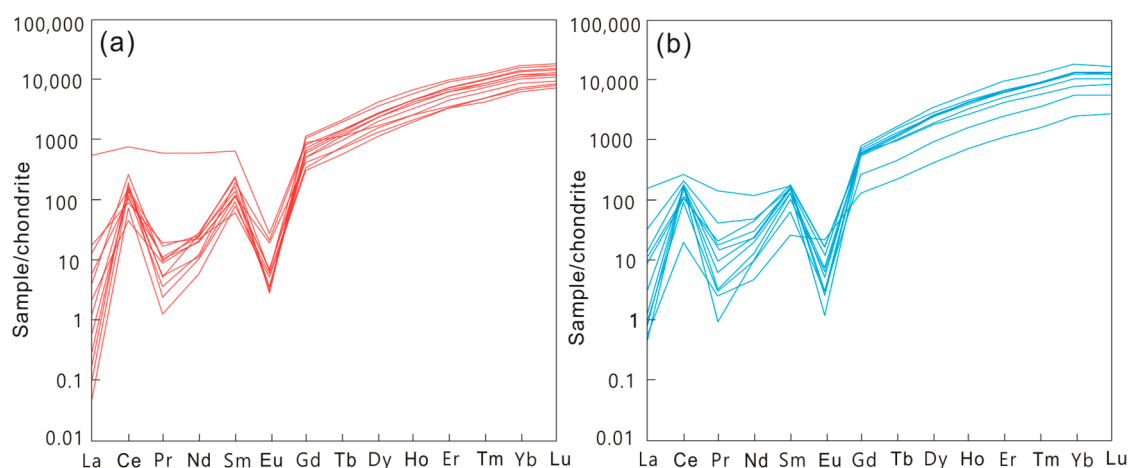 (a)
Sample/chondrite
100,000
10,000
1000
100
10
1
0.1
0.01
La Ce Pr Nd Sm Eu Gd Tb Dy Ho Er Tm Yb Lu
(b)
Sample/chondrite
100,000
10,000
1000
100
10
1
0.1
0.01
La Ce Pr Nd Sm Eu Gd Tb Dy Ho Er Tm Yb Lu